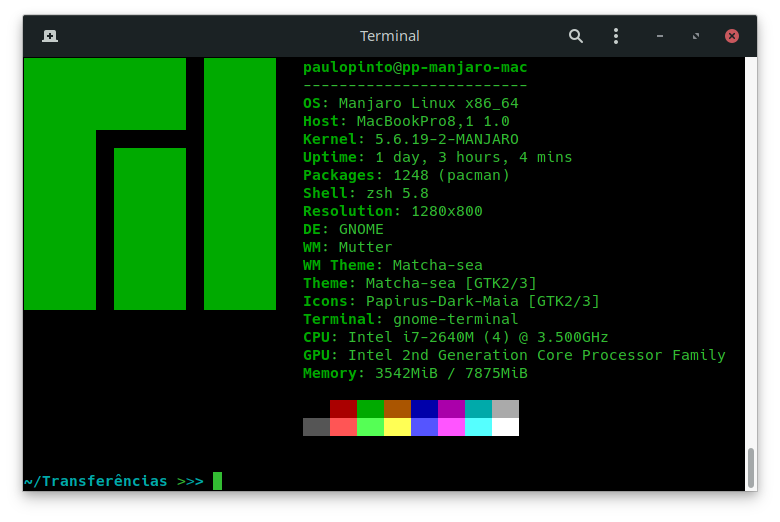 Terminal
paulopinto@pp-manjaro-mac
-------------------------
OS: Manjaro Linux x86_64
Host: MacBookPro8,1 1.0
Kernel: 5.6.19-2-MANJARO
Uptime: 1 day, 3 hours, 4 mins
Packages: 1248 (pacman)
Shell: zsh 5.8
Resolution: 1280x800
DE: GNOME
WM: Mutter
WM Theme: Matcha-sea
Theme: Matcha-sea [GTK2/3]
Icons: Papirus-Dark-Maia [GTK2/3]
Terminal: gnome-terminal
CPU: Intel i7-2640M (4) @ 3.500GHz
GPU: Intel 2nd Generation Core Processor Family
Memory: 3542MiB / 7875MiB
~/Transferências >>>